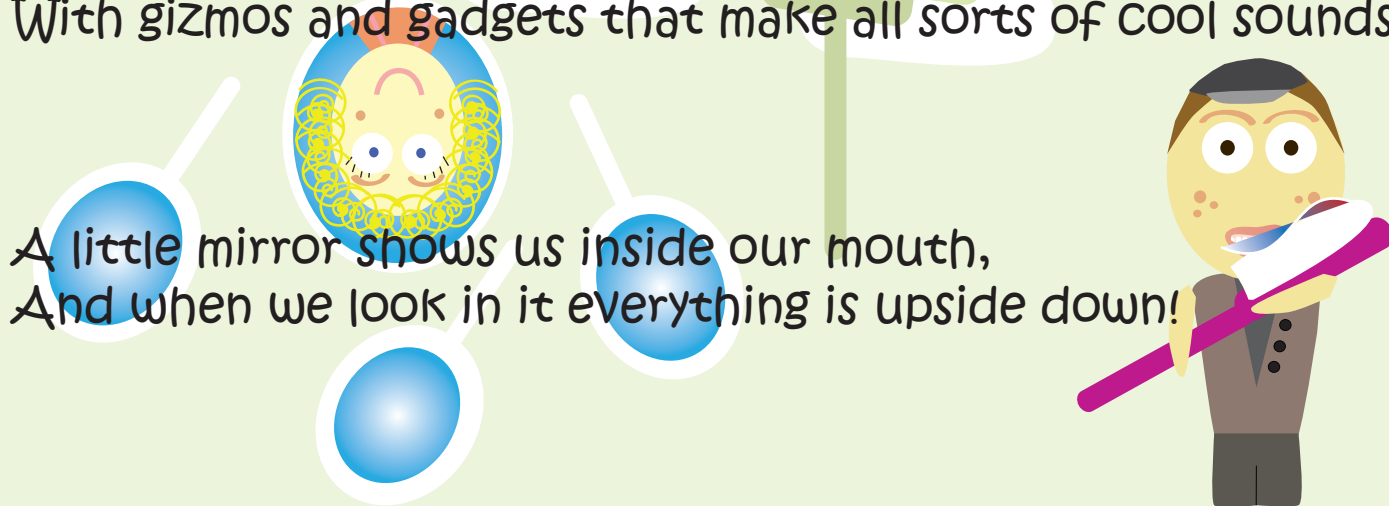 With gizmos and gadgets that make all sorts of cool sounds
A little mirror shows us inside our mouth,
And when we look in it everything is upside down!